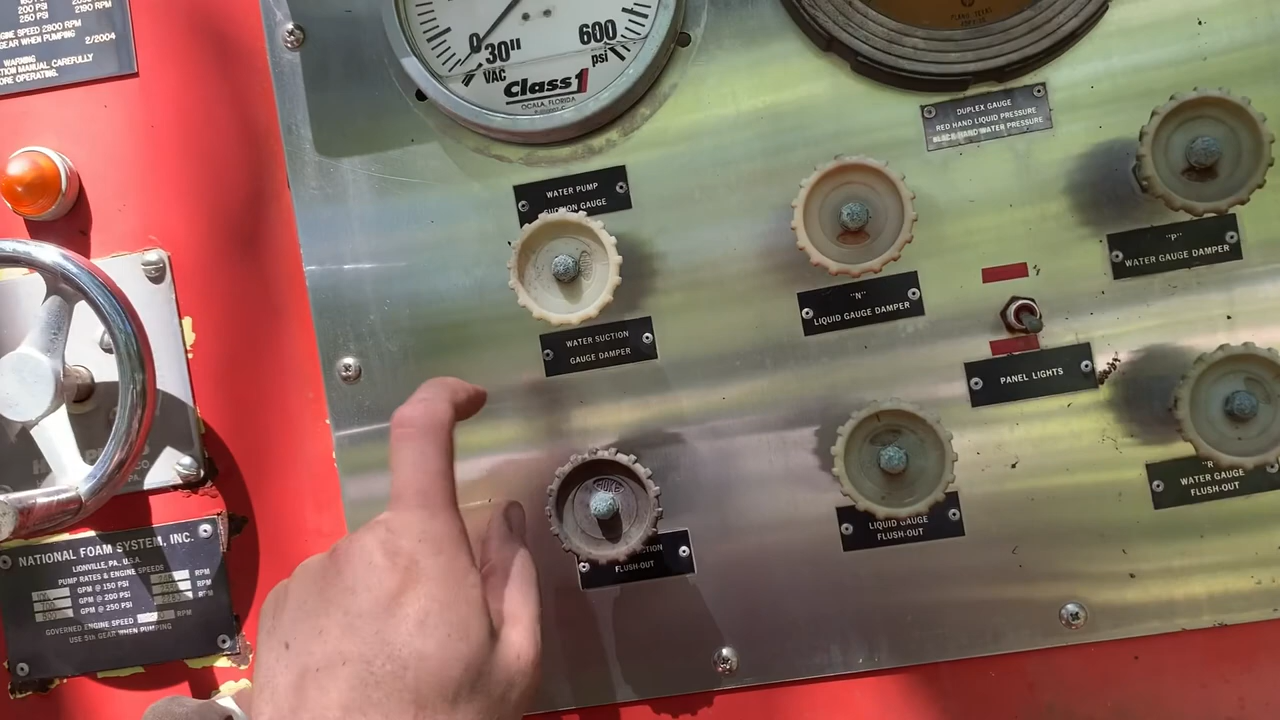 200 PSI
250 PSI
ENGINE SPEED 2800 RPM
GEAR WHEN PUMPING
2/2004
WARNING
MANUAL CAREFULLY
OPERATING.
0
30"
VAC
600
psi
Class1
OCALA, FLORIDA
DUPLEX GAUGE
RED HAND LIQUID PRESSURE
BLACK HAND WATER PRESSURE
WATER PUMP
SUCTION GAUGE
"P"
WATER GAUGE DAMPER
"N"
LIQUID GAUGE DAMPER
WATER SUCTION
GAUGE DAMPER
PANEL LIGHTS
"R"
WATER GAUGE
FLUSH-OUT
LIQUID GAUGE
FLUSH-OUT
FLUSH-OUT
NATIONAL FOAM SYSTEM, INC.
LIONVILLE, PA., U.S.A.
PUMP RATES & ENGINE SPEEDS
GPM @ 150 PSI RPM
GPM @ 200 PSI RPM
GPM @ 250 PSI RPM
GOVERNED ENGINE SPEED RPM
USE 5th GEAR WHEN PUMPING